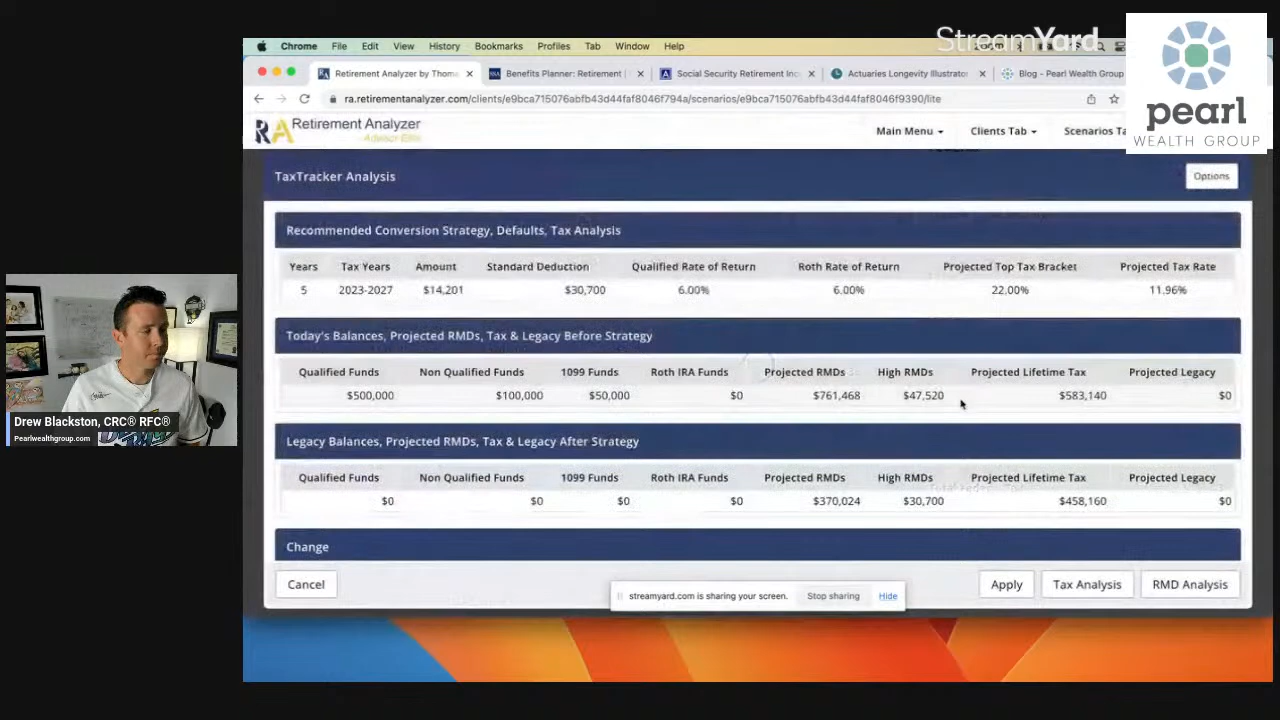 StreamYard
pearl
WEALTH GROUP
Chrome File Edit View History Bookmarks Profiles Tab Window Help
Retirement Analyzer by Thoma Benefits Planner: Retirement | Social Security Retirement Inc Actuaries Longevity Illustrator Blog - Pearl Wealth Group
ra.retirementanalyzer.com/clients/e9bca715076abfb43d44faf8046f794a/scenarios/e9bca715076abfb43d44faf8046f9390/lite
RA Retirement Analyzer
Advisor Elite
Main Menu Clients Tab Scenarios Ta
TaxTracker Analysis
Options
Recommended Conversion Strategy, Defaults, Tax Analysis
Years Tax Years Amount Standard Deduction Qualified Rate of Return Roth Rate of Return Projected Top Tax Bracket Projected Tax Rate
5 2023-2027 $14,201 $30,700 6.00% 6.00% 22.00% 11.96%
Today's Balances, Projected RMDs, Tax & Legacy Before Strategy
Qualified Funds Non Qualified Funds 1099 Funds Roth IRA Funds Projected RMDs High RMDs Projected Lifetime Tax Projected Legacy
$500,000 $100,000 $50,000 $0 $761,468 $47,520 $583,140 $0
Legacy Balances, Projected RMDs, Tax & Legacy After Strategy
Qualified Funds Non Qualified Funds 1099 Funds Roth IRA Funds Projected RMDs High RMDs Projected Lifetime Tax Projected Legacy
$0 $0 $0 $0 $370,024 $30,700 $458,160 $0
Change
Cancel Apply Tax Analysis RMD Analysis
streamyard.com is sharing your screen. Stop sharing Hide
Drew Blackston, CRC® RFC®
Pearlwealthgroup.com